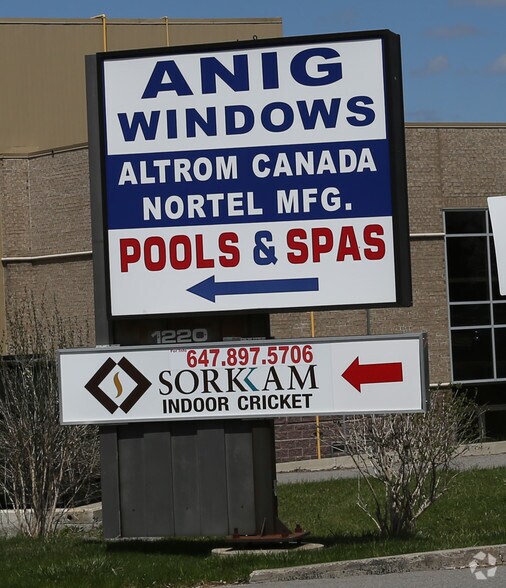 ANIG
WINDOWS
ALTROM CANADA
NORTEL MFG.
POOLS & SPAS
1220
647.897.5706
SORKKAM
INDOOR CRICKET